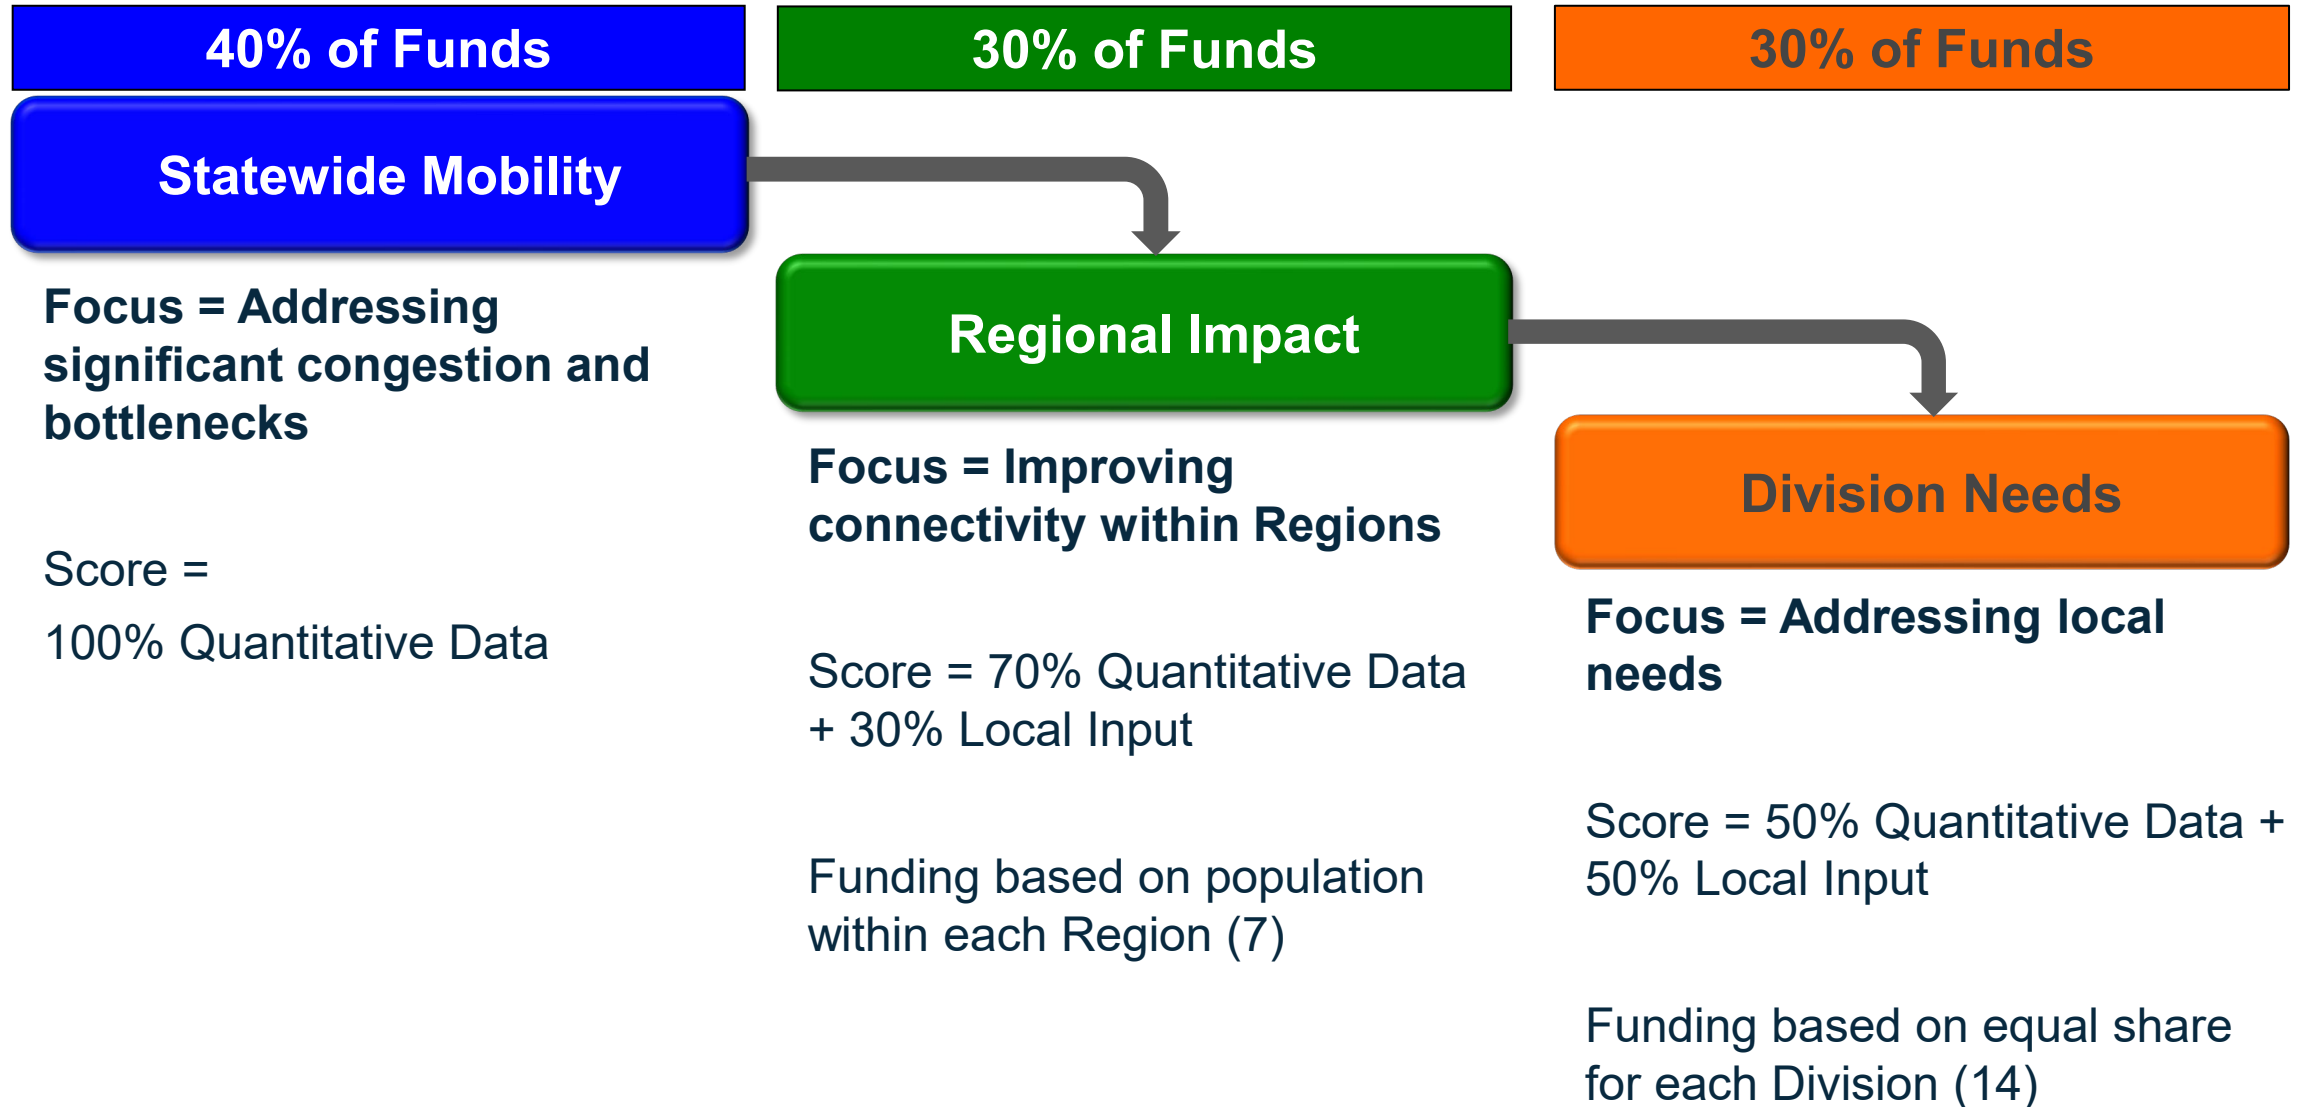 40% of Funds
Statewide Mobility
Focus = Addressing
significant congestion and
bottlenecks
Score =
100% Quantitative Data
30% of Funds
Regional Impact
Focus = Improving
connectivity within Regions
Score = 70% Quantitative Data
+ 30% Local Input
Funding based on population
within each Region (7)
30% of Funds
Division Needs
Focus = Addressing local
needs
Score = 50% Quantitative Data +
50% Local Input
Funding based on equal share
for each Division (14)